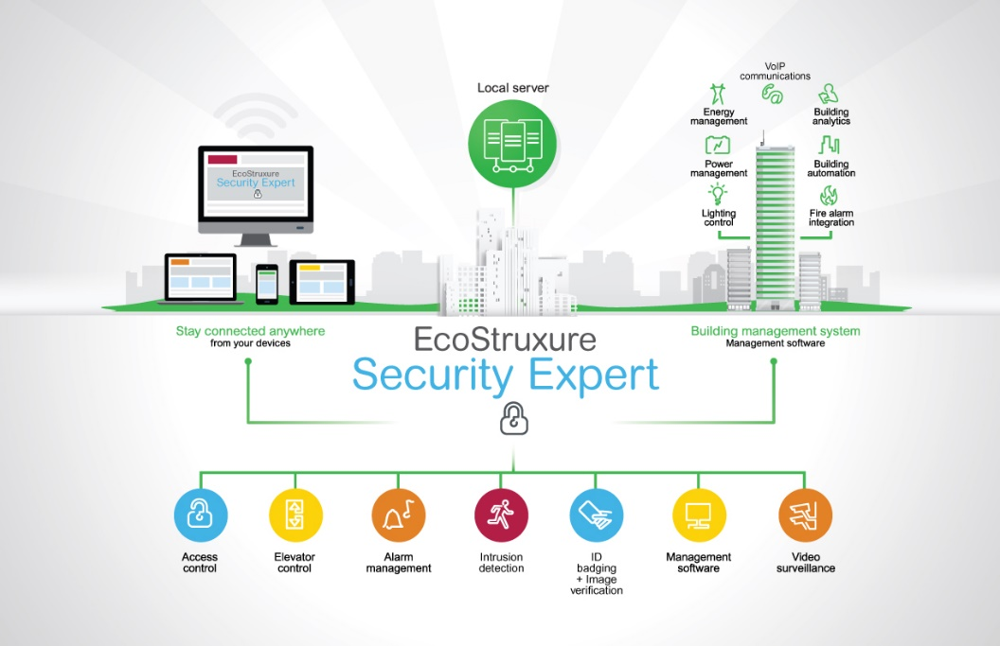 Local server
VoIP
communications
Energy
management
Building
analytics
Power
management
Building
automation
Lighting
control
Fire alarm
integration
EcoStruxure
Security Expert
Stay connected anywhere
from your devices
EcoStruxure
Security Expert
Building management system
Management software
Access
control
Elevator
control
Alarm
management
Intrusion
detection
ID
badging
+ Image
verification
Management
software
Video
surveillance